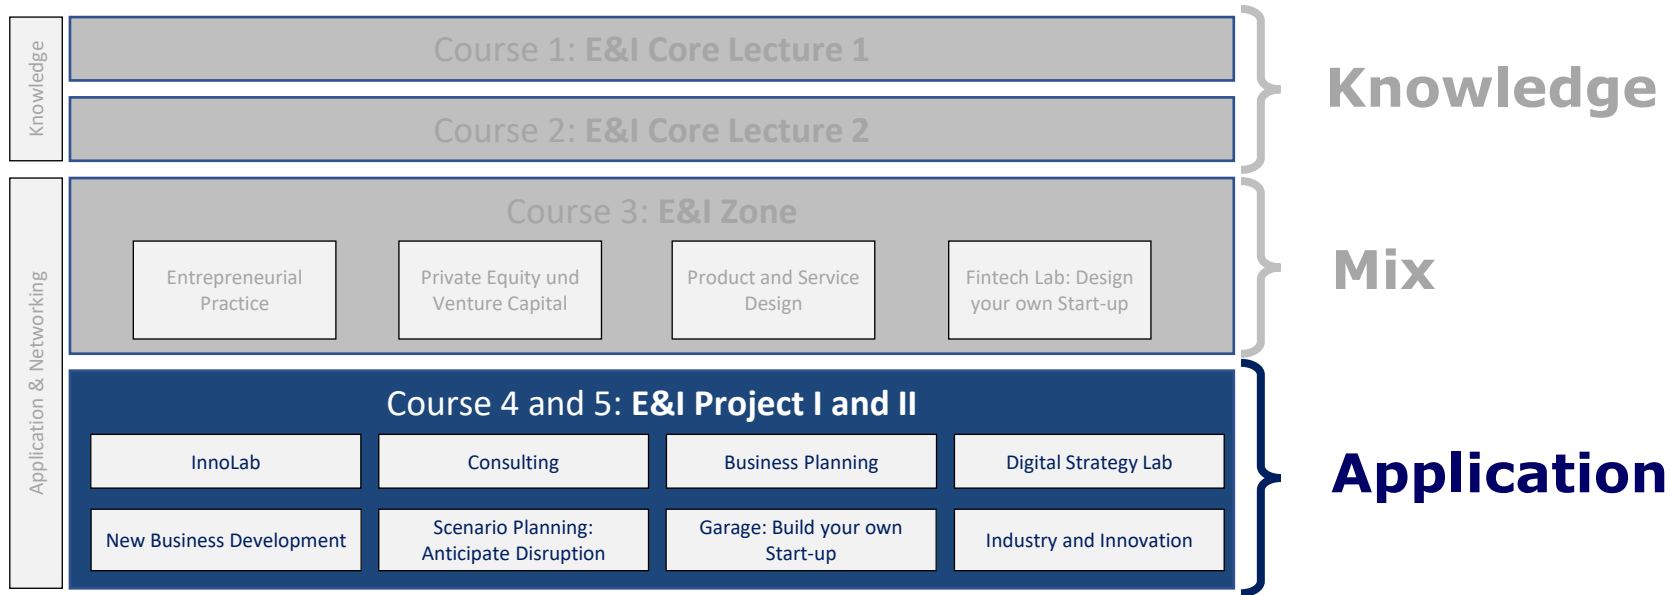 Knowledge
Course 1: E&I Core Lecture 1
Course 2: E&I Core Lecture 2
Knowledge
Application & Networking
Course 3: E&I Zone
Entrepreneurial
Practice
Private Equity und
Venture Capital
Product and Service
Design
Fintech Lab: Design
your own Start-up
Mix
Course 4 and 5: E&I Project I and II
InnoLab
Consulting
Business Planning
Digital Strategy Lab
New Business Development
Scenario Planning:
Anticipate Disruption
Garage: Build your own
Start-up
Industry and Innovation
Application